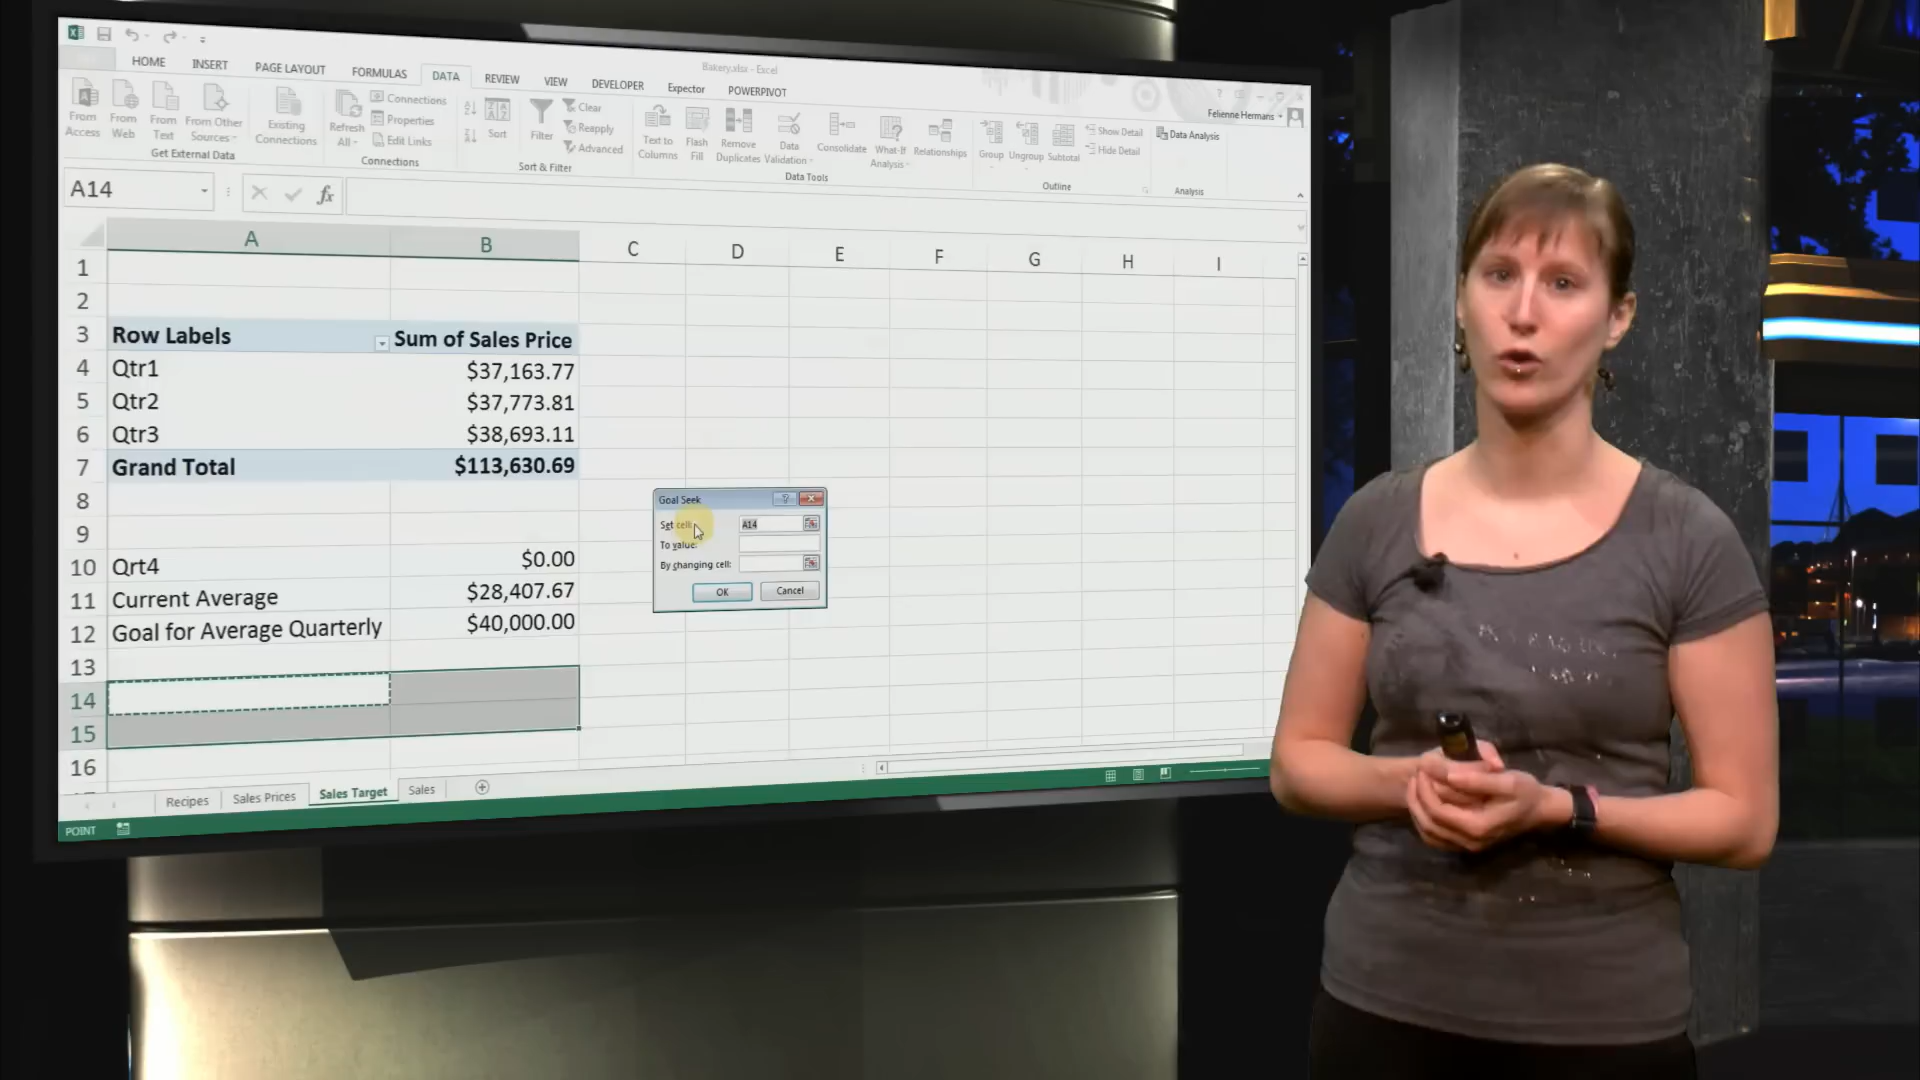 Bakery.xlsx - Excel
HOME INSERT PAGE LAYOUT FORMULAS DATA REVIEW VIEW DEVELOPER Expector POWERPIVOT
Felienne Hermans
From Access
From Web
From Text
From Other Sources
Get External Data
Existing Connections
Refresh All
Connections
Properties
Edit Links
Connections
Sort
Filter
Clear
Reapply
Advanced
Sort & Filter
Text to Columns
Flash Fill
Remove Duplicates
Data Validation
Consolidate
What-If Analysis
Relationships
Data Tools
Group
Ungroup
Subtotal
Show Detail
Hide Detail
Outline
Data Analysis
Analysis
A14
fx
A B C D E F G H I
1
2
3 Row Labels Sum of Sales Price
4 Qtr1 $37,163.77
5 Qtr2 $37,773.81
6 Qtr3 $38,693.11
7 Grand Total $113,630.69
8
9
10 Qrt4 $0.00
11 Current Average $28,407.67
12 Goal for Average Quarterly $40,000.00
13
14
15
16
Goal Seek
Set cell: A14
To value:
By changing cell:
OK Cancel
Recipes Sales Prices Sales Target Sales
POINT